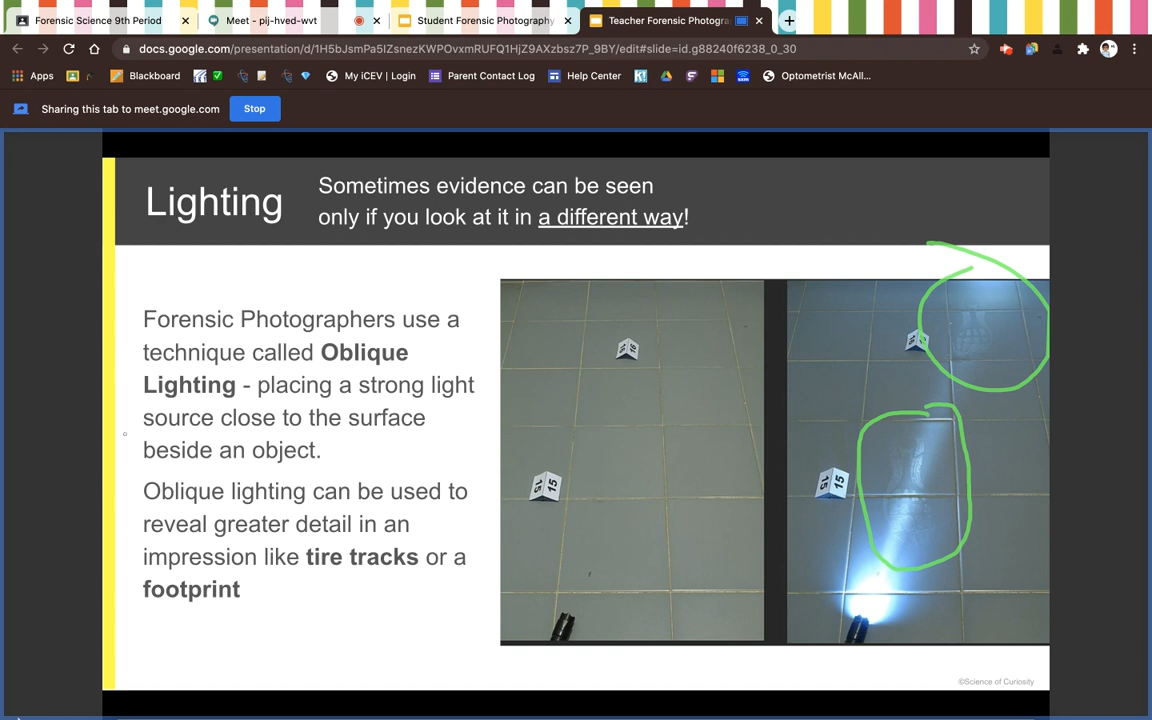 Forensic Science 9th Period
Meet - pij-hved-wvt
Student Forensic Photography
Teacher Forensic Photogra
docs.google.com/presentation/d/1H5bJsmPa5IZsnezKWPOvxmRUFQ1HjZ9AXzbsz7P_9BY/edit#slide=id.g88240f6238_0_30
Apps
Blackboard
My iCEV | Login
Parent Contact Log
Help Center
Optometrist McAll...
Sharing this tab to meet.google.com
Stop
Lighting
Sometimes evidence can be seen
only if you look at it in a different way!
Forensic Photographers use a
technique called Oblique
Lighting - placing a strong light
source close to the surface
beside an object.
Oblique lighting can be used to
reveal greater detail in an
impression like tire tracks or a
footprint
16
15 15
15 15
©Science of Curiosity